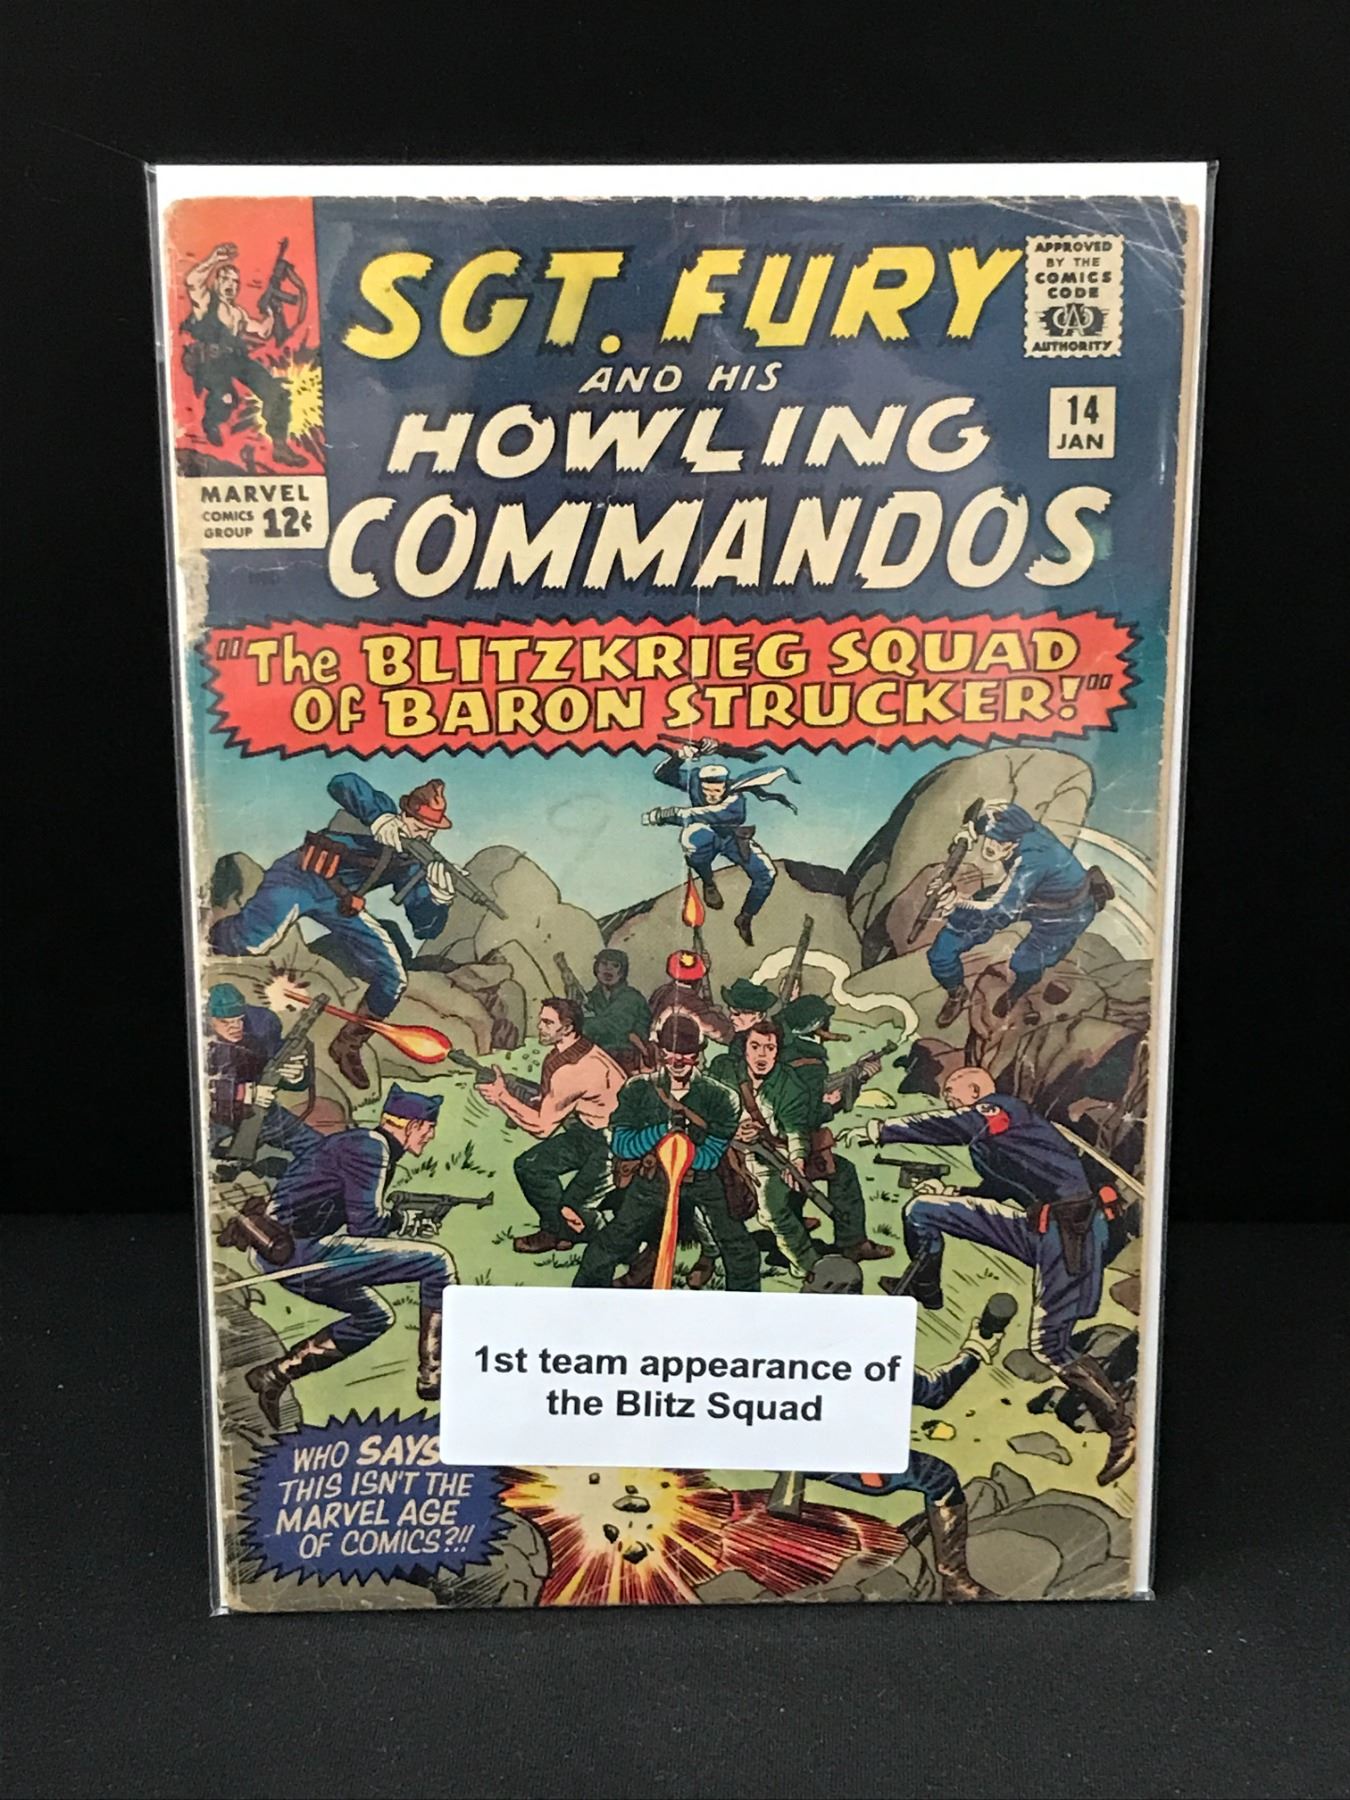 SGT. FURY
AND HIS
HOWLING
COMMANDOS
APPROVED
BY THE
COMICS
CODE
CA
AUTHORITY
14
JAN
MARVEL
COMICS
GROUP 12¢
"The BLITZKRIEG SQUAD
OF BARON STRUCKER!"
1st team appearance of
the Blitz Squad
WHO SAYS
THIS ISN'T THE
MARVEL AGE
OF COMICS?!!